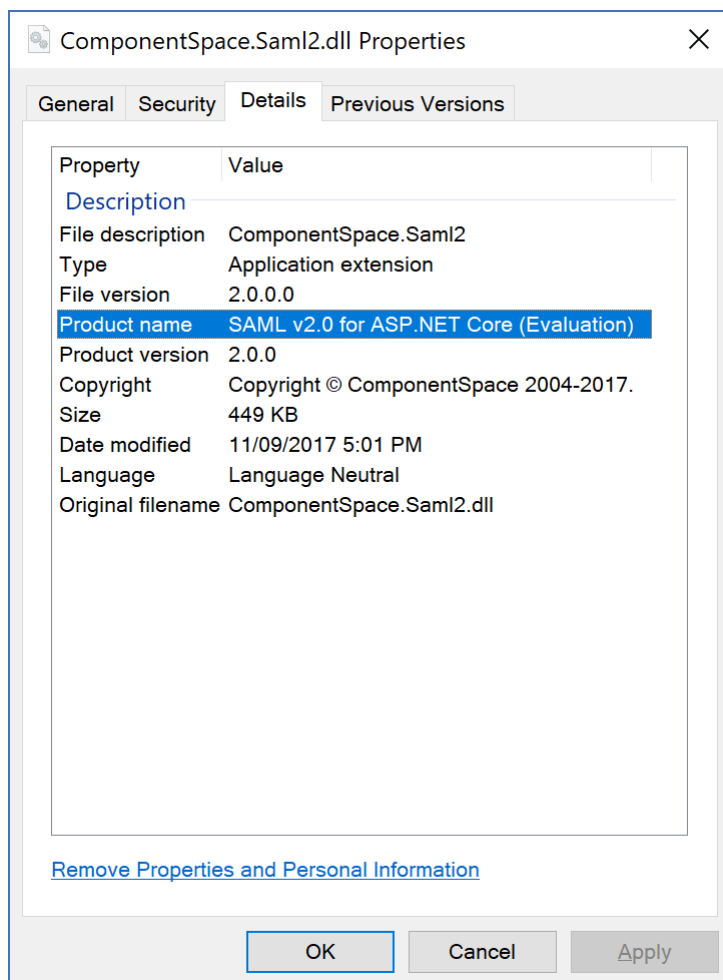 ComponentSpace.Saml2.dll Properties
General Security Details Previous Versions
Property Value
Description
File description ComponentSpace.Saml2
Type Application extension
File version 2.0.0.0
Product name SAML v2.0 for ASP.NET Core (Evaluation)
Product version 2.0.0
Copyright Copyright © ComponentSpace 2004-2017.
Size 449 KB
Date modified 11/09/2017 5:01 PM
Language Language Neutral
Original filename ComponentSpace.Saml2.dll
Remove Properties and Personal Information
OK Cancel Apply